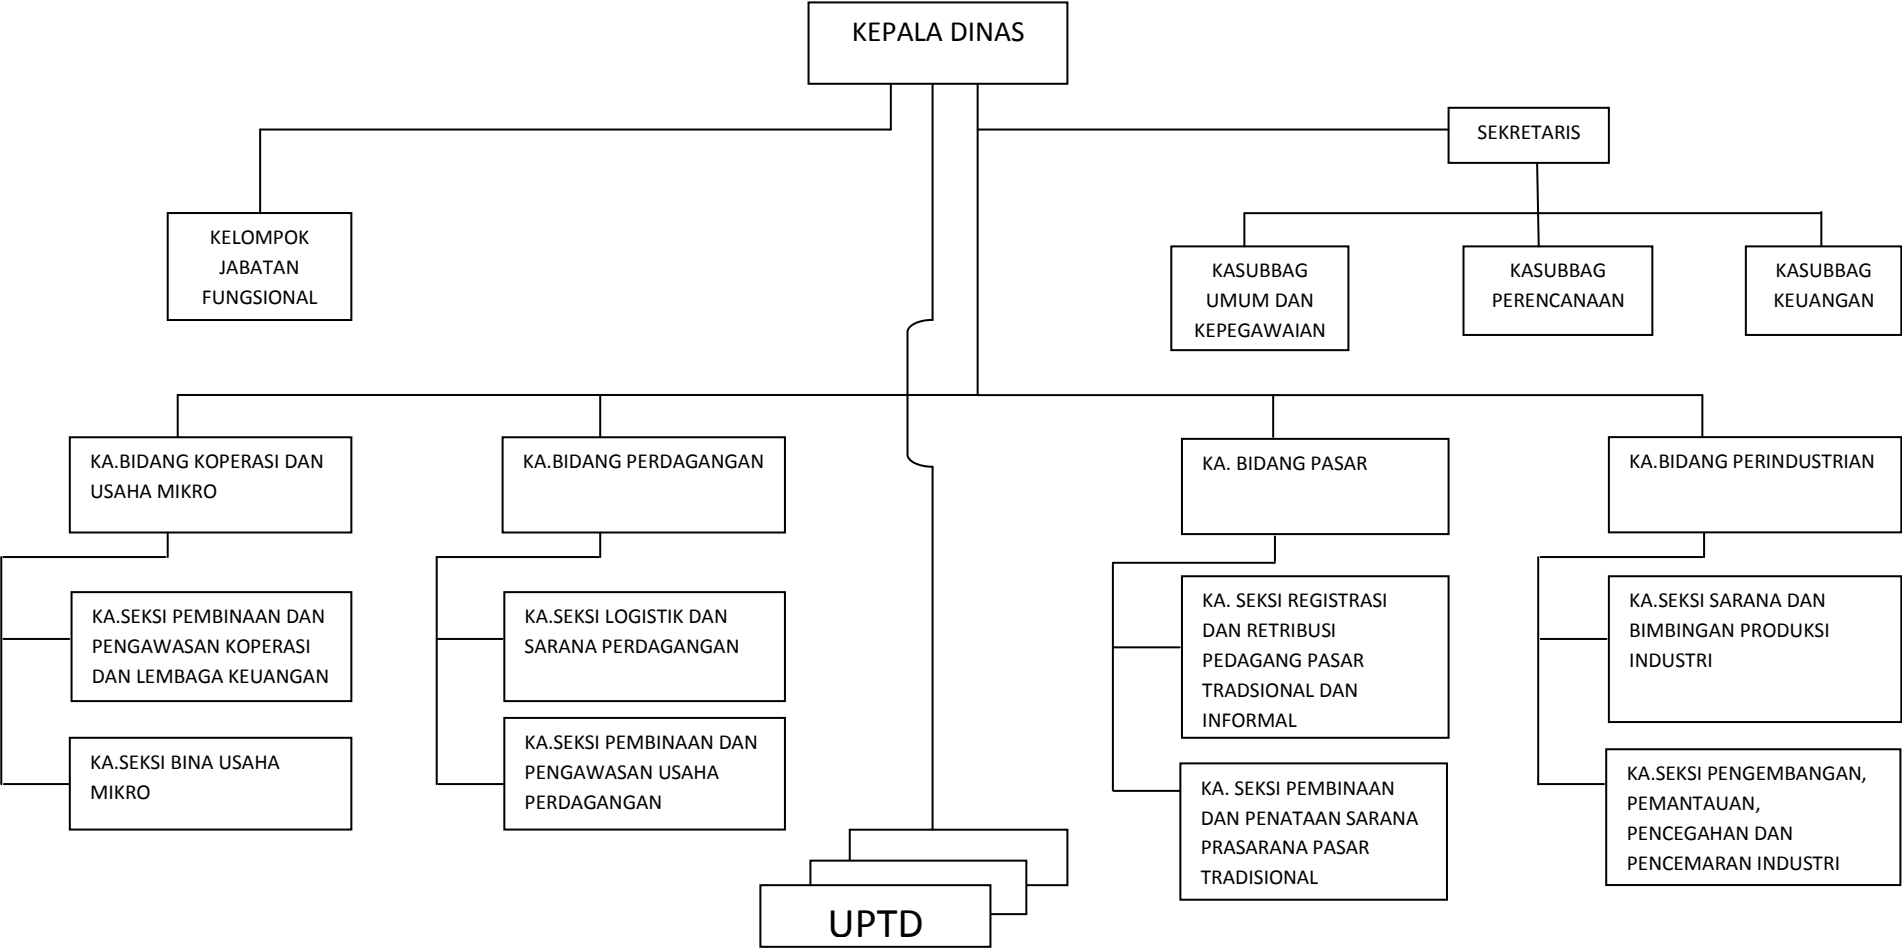 KEPALA DINAS
SEKRETARIS
KELOMPOK
JABATAN
FUNGSIONAL
KASUBBAG
UMUM DAN
KEPEGAWAIAN
KASUBBAG
PERENCANAAN
KASUBBAG
KEUANGAN
KA.BIDANG KOPERASI DAN
USAHA MIKRO
KA.BIDANG PERDAGANGAN
KA. BIDANG PASAR
KA.BIDANG PERINDUSTRIAN
KA.SEKSI PEMBINAAN DAN
PENGAWASAN KOPERASI
DAN LEMBAGA KEUANGAN
KA.SEKSI LOGISTIK DAN
SARANA PERDAGANGAN
KA. SEKSI REGISTRASI
DAN RETRIBUSI
PEDAGANG PASAR
TRADSIONAL DAN
INFORMAL
KA.SEKSI SARANA DAN
BIMBINGAN PRODUKSI
INDUSTRI
KA.SEKSI BINA USAHA
MIKRO
KA.SEKSI PEMBINAAN DAN
PENGAWASAN USAHA
PERDAGANGAN
KA. SEKSI PEMBINAAN
DAN PENATAAN SARANA
PRASARANA PASAR
TRADISIONAL
KA.SEKSI PENGEMBANGAN,
PEMANTAUAN,
PENCEGAHAN DAN
PENCEMARAN INDUSTRI
UPTD